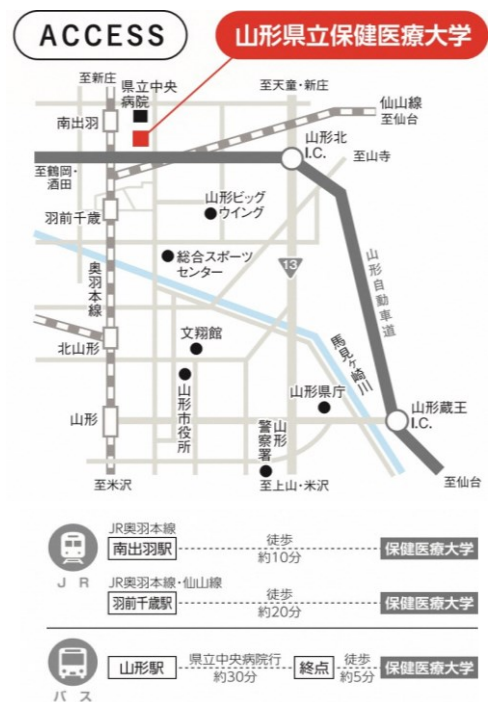 ACCESS
山形県立保健医療大学
至新庄
県立中央
病院
至天童・新庄
仙山線
至仙台
南出羽
山形北
I.C.
至山寺
至鶴岡・
酒田
羽前千歳
山形ビッグ
ウイング
総合スポーツ
センター
13
山形自動車道
奥羽本線
北山形
文翔館
馬見ヶ崎川
山形市役所
山形県庁
山形
山形
警察署
山形蔵王
I.C.
至米沢
至上山・米沢
至仙台
JR奥羽本線
南出羽駅
徒歩
約10分
保健医療大学
JR
JR奥羽本線・仙山線
羽前千歳駅
徒歩
約20分
保健医療大学
山形駅
県立中央病院行
約30分
終点
徒歩
約5分
保健医療大学
バス